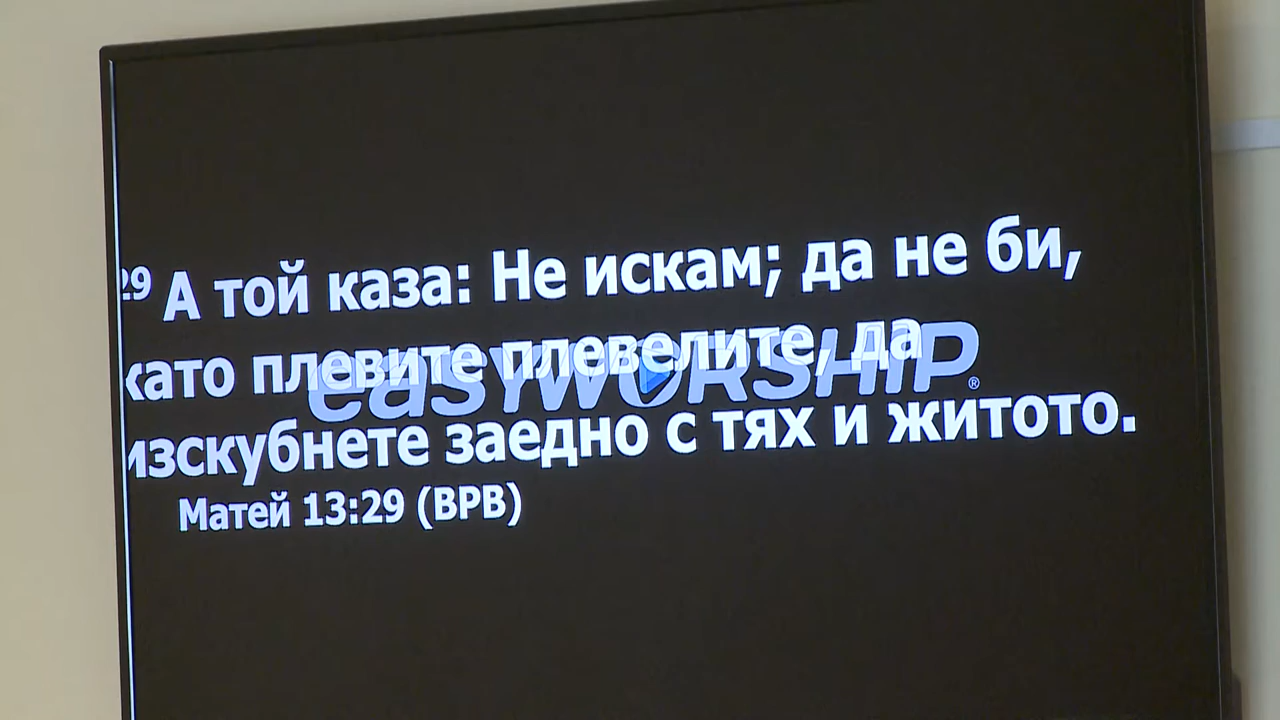 29 А той каза: Не искам; да не би,
като плевите плевелите, да
easyWORSHIP®
изскубнете заедно с тях и житото.
Матей 13:29 (ВРВ)